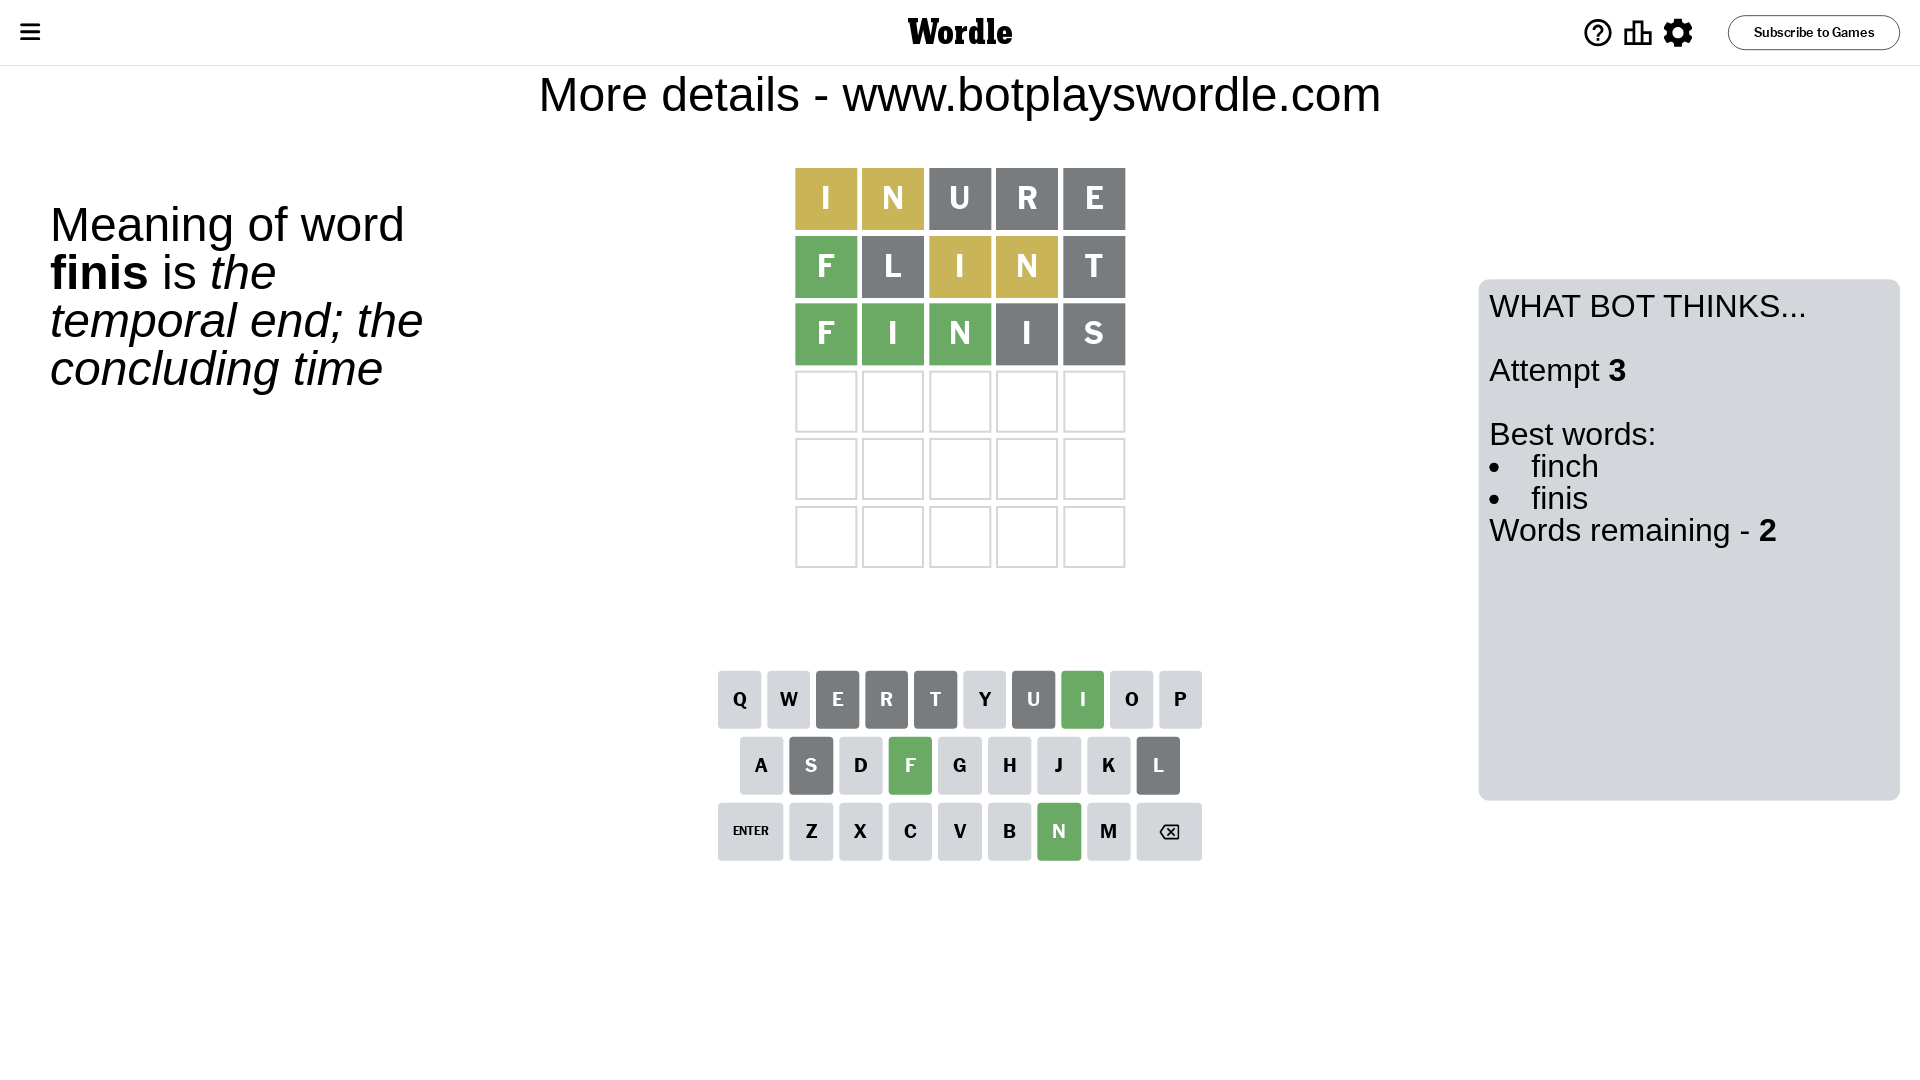 Wordle
Subscribe to Games
More details - www.botplayswordle.com
Meaning of word
finis is the
temporal end; the
concluding time
I N U R E
F L I N T
F I N I S
WHAT BOT THINKS...
Attempt 3
Best words:
• finch
• finis
Words remaining - 2
Q W E R T Y U I O P
A S D F G H J K L
ENTER Z X C V B N M